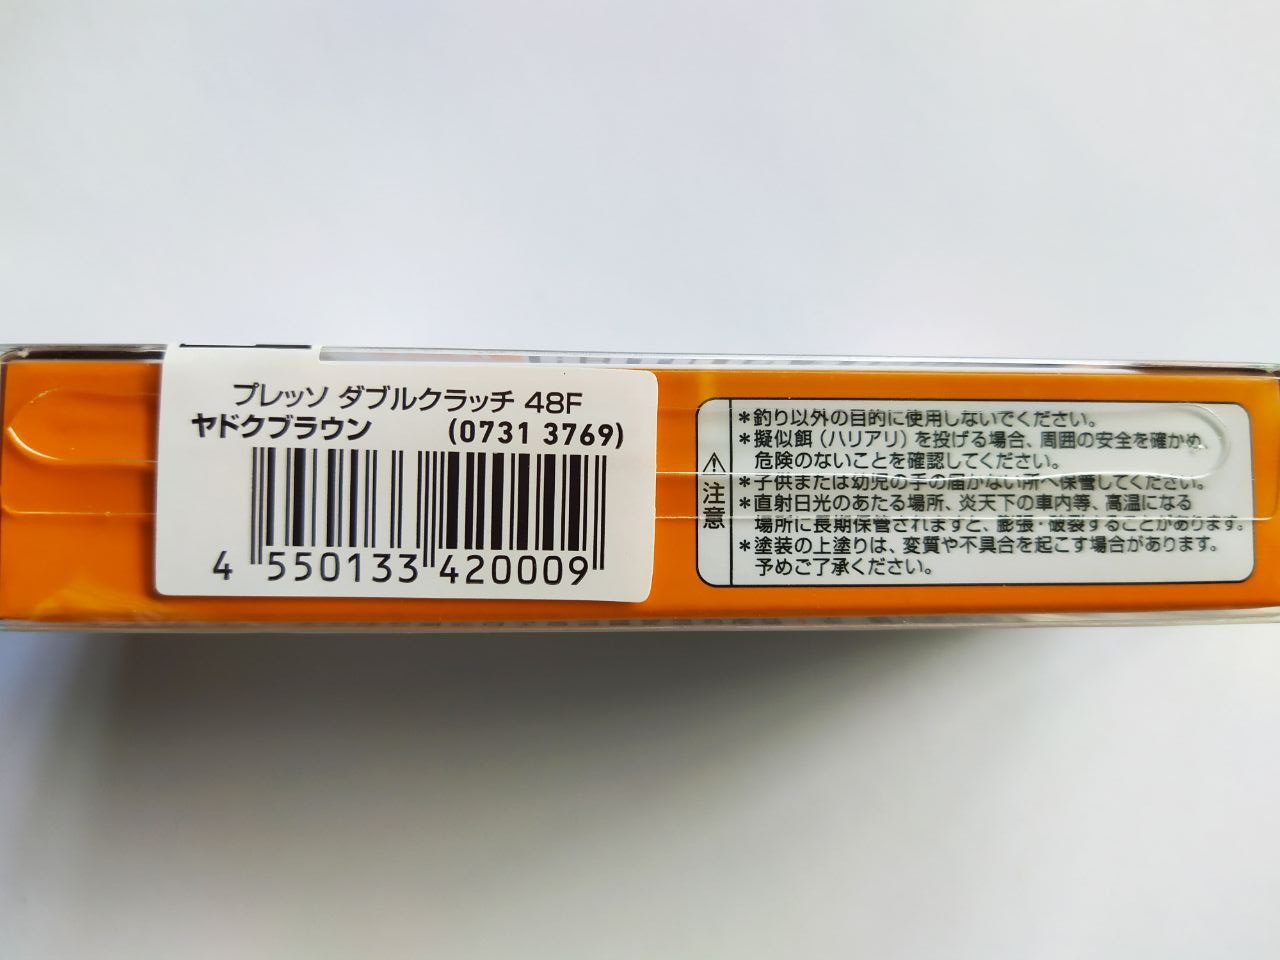 プレッソ ダブルクラッチ 48F
ヤドクブラウン (0731 3769)
4 550133 420009
注意
*釣り以外の目的に使用しないでください。
*擬似餌（ハリアリ）を投げる場合、周囲の安全を確かめ、
危険のないことを確認してください。
*子供または幼児の手の届かない所へ保管してください。
*直射日光のあたる場所、炎天下の車内等、高温になる
場所に長期保管されますと、膨張・破裂することがあります。
*塗装の上塗りは、変質や不具合を起こす場合があります。
予めご了承ください。